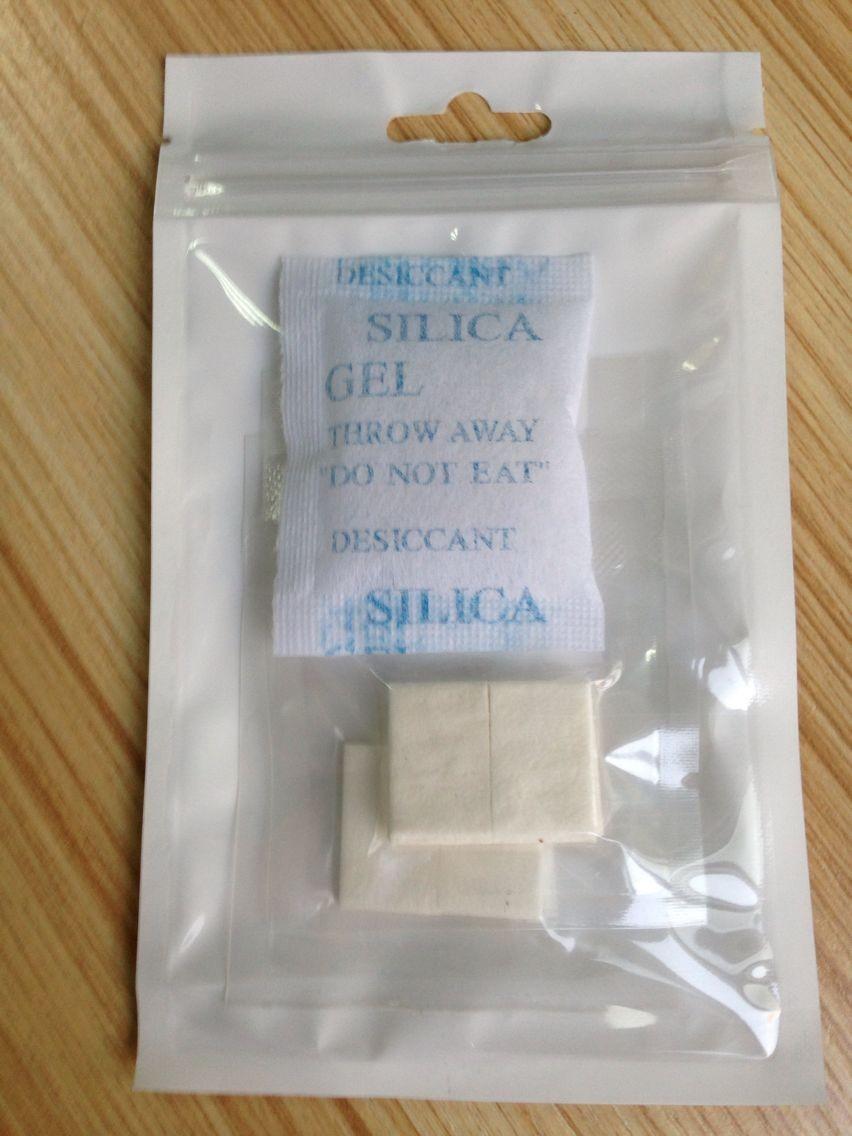 DESICCANT
SILICA
GEL
THROW AWAY
"DO NOT EAT"
DESICCANT
SILICA